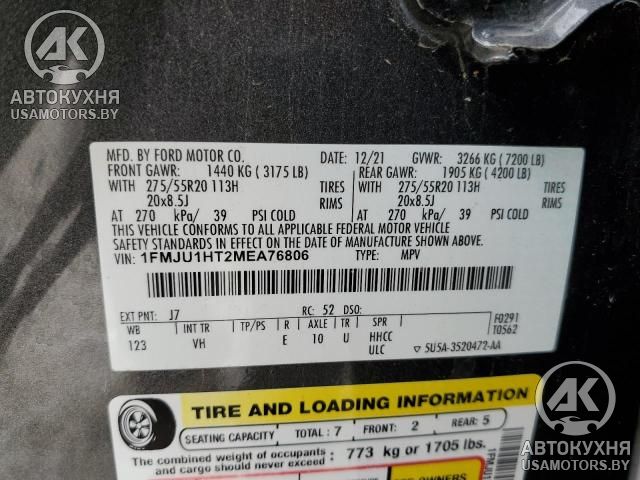 АК
АВТОКУХНЯ
USAMOTORS.BY
АК
АВТОКУХНЯ
USAMOTORS.BY
MFD. BY FORD MOTOR CO. 12/21 GVWR: 3266 KG ( 7200 LB)
FRONT GAWR: 1440 KG ( 3175 LB) REAR GAWR: 1905 KG ( 4200 LB)
WITH 275/55R20 113H TIRES WITH 275/55R20 113H TIRES
20x8.5J RIMS 20x8.5J RIMS
AT 270 kPa/ 39 PSI COLD AT 270 kPa/ 39 PSI COLD
THIS VEHICLE CONFORMS TO ALL APPLICABLE FEDERAL MOTOR VEHICLE
SAFETY STANDARDS IN EFFECT ON THE DATE OF MANUFACTURE SHOWN ABOVE.
VIN: 1FMJU1HT2MEA76806 TYPE: MPV
EXT PNT: J7 RC: 52 DSO: F0291
WB INT TR TP/PS R AXLE TR SPR T0562
123 VH E 10 U HHCC
ULC ▽ 5U5A-3520472-AA
TIRE AND LOADING INFORMATION
SEATING CAPACITY TOTAL: 7 FRONT: 2 REAR: 5
The combined weight of occupants
and cargo should never exceed: 773 kg or 1705 lbs.
OWNERS
АК
АВТОКУХНЯ
USAMOTORS.BY